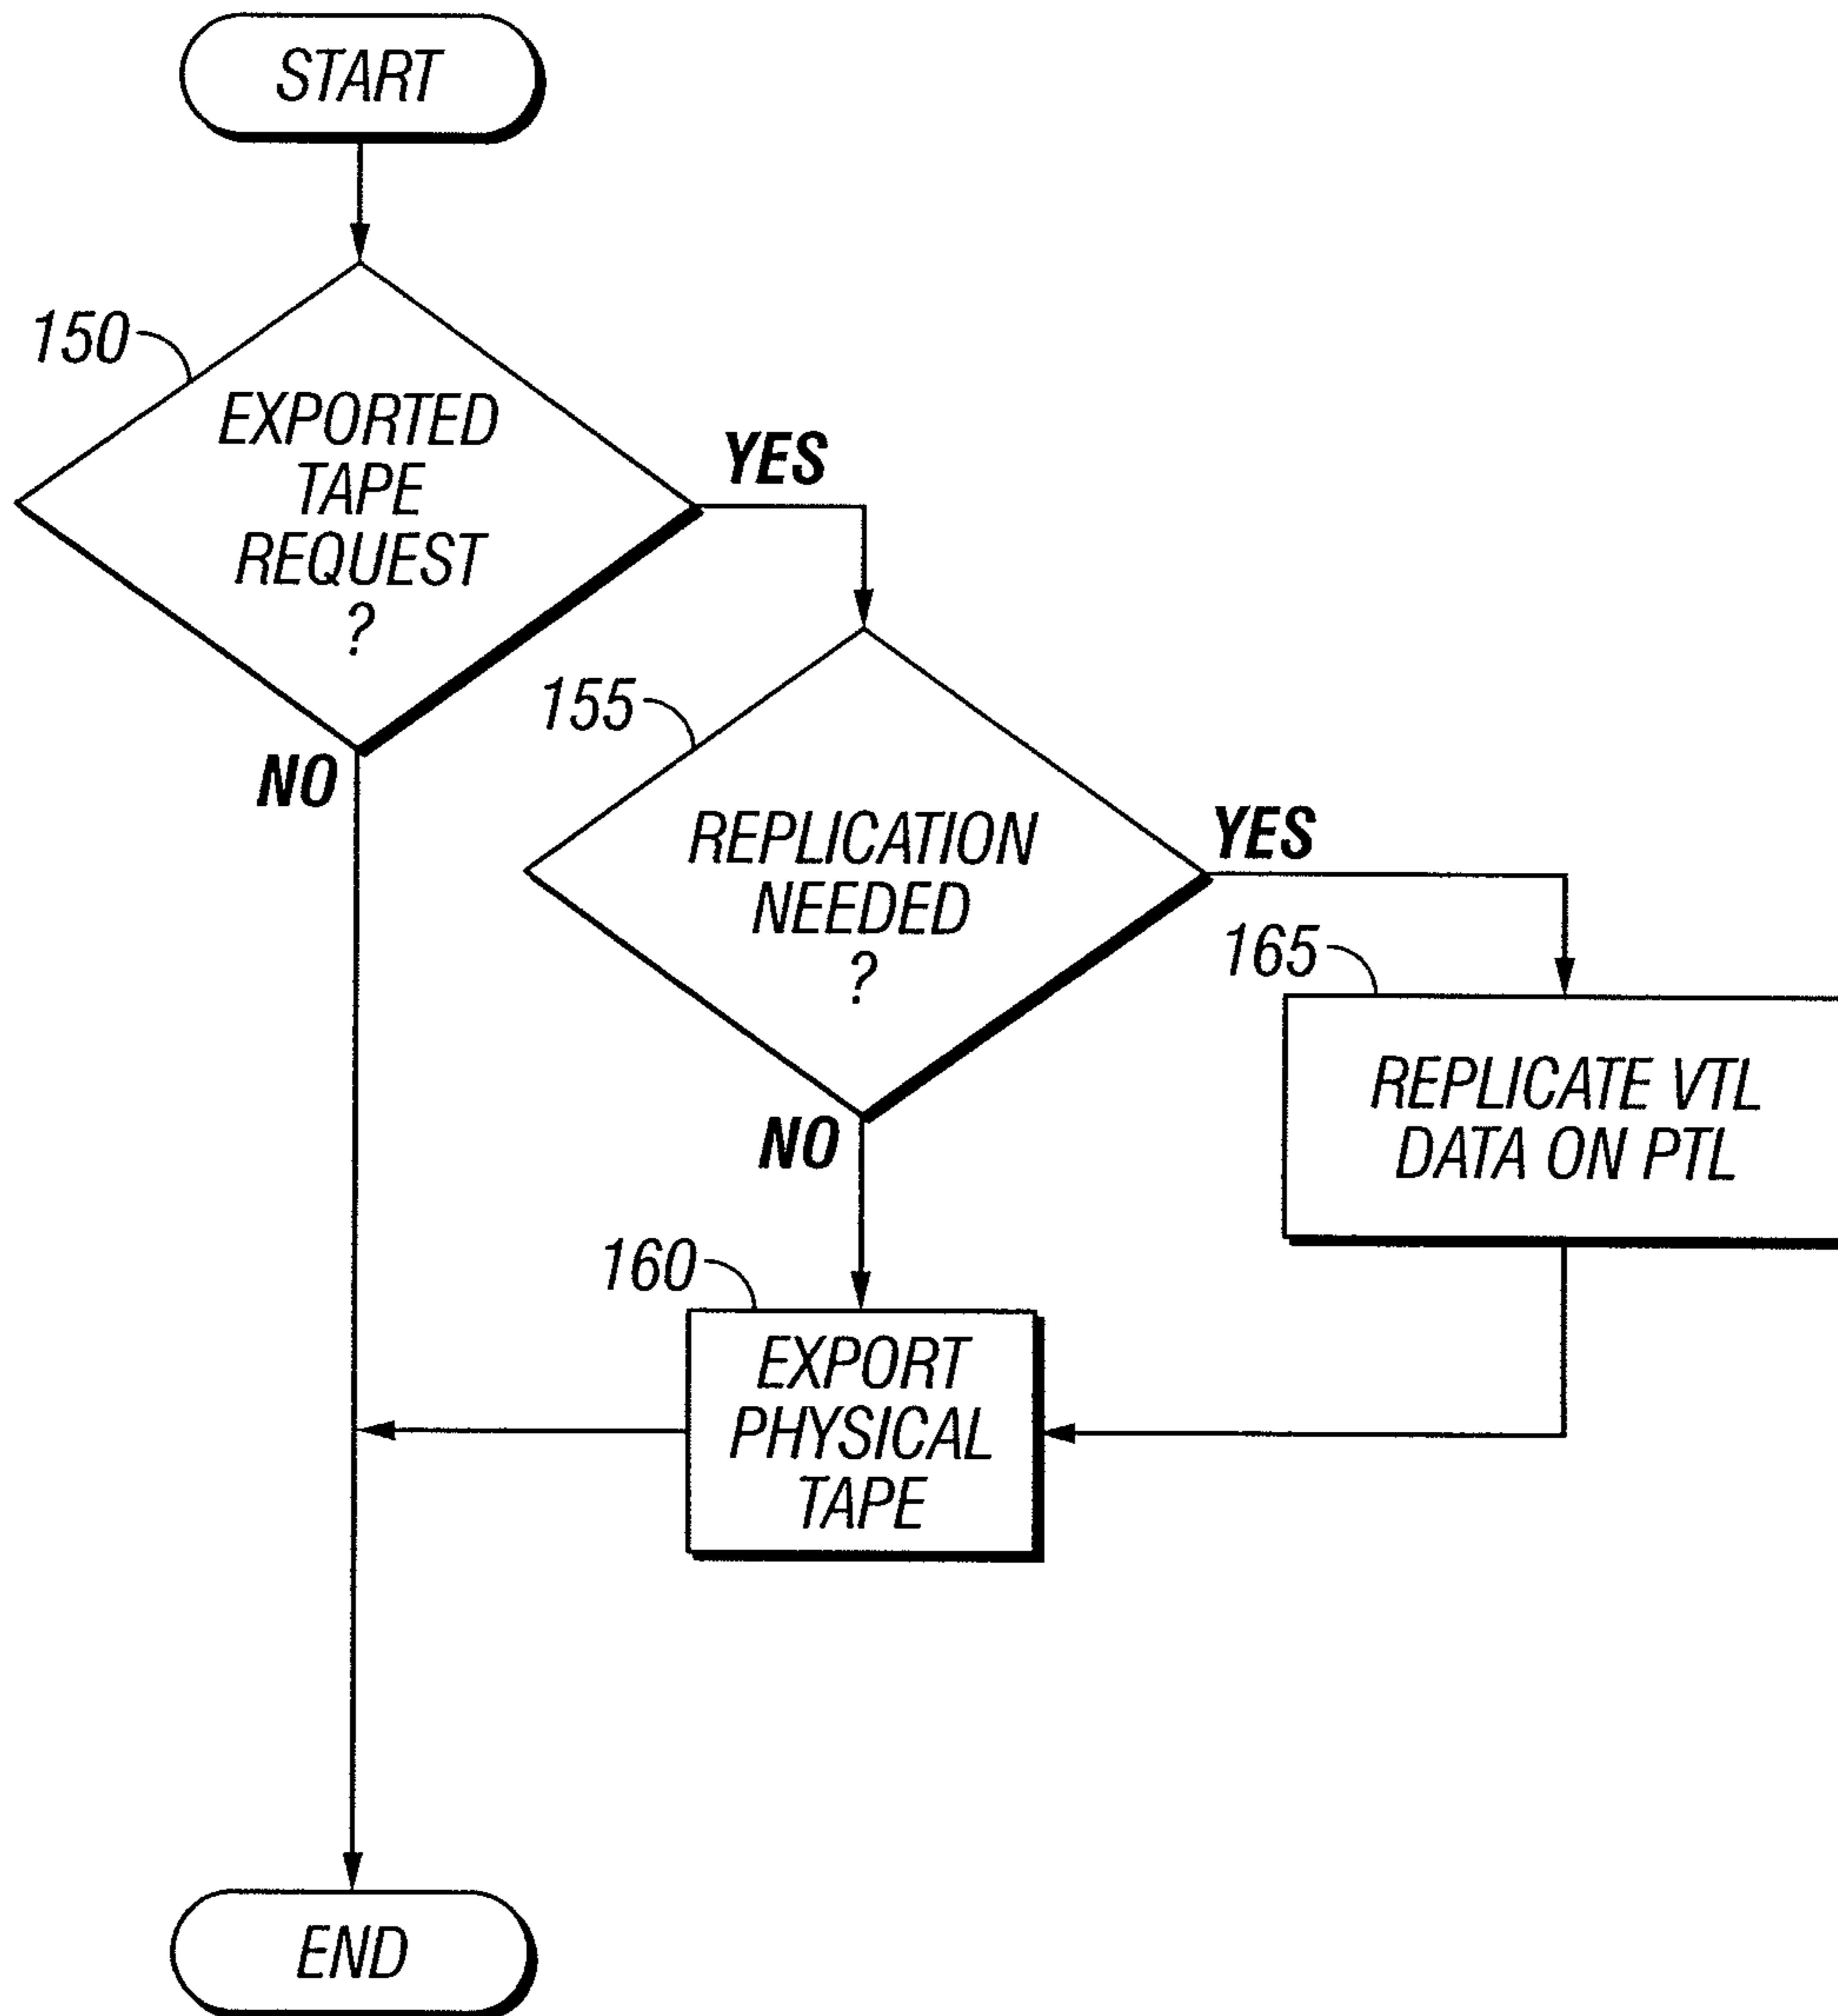 START
150
EXPORTED
TAPE
REQUEST
?
YES
NO
155
REPLICATION
NEEDED
?
YES
NO
165
REPLICATE VTL
DATA ON PTL
160
EXPORT
PHYSICAL
TAPE
END